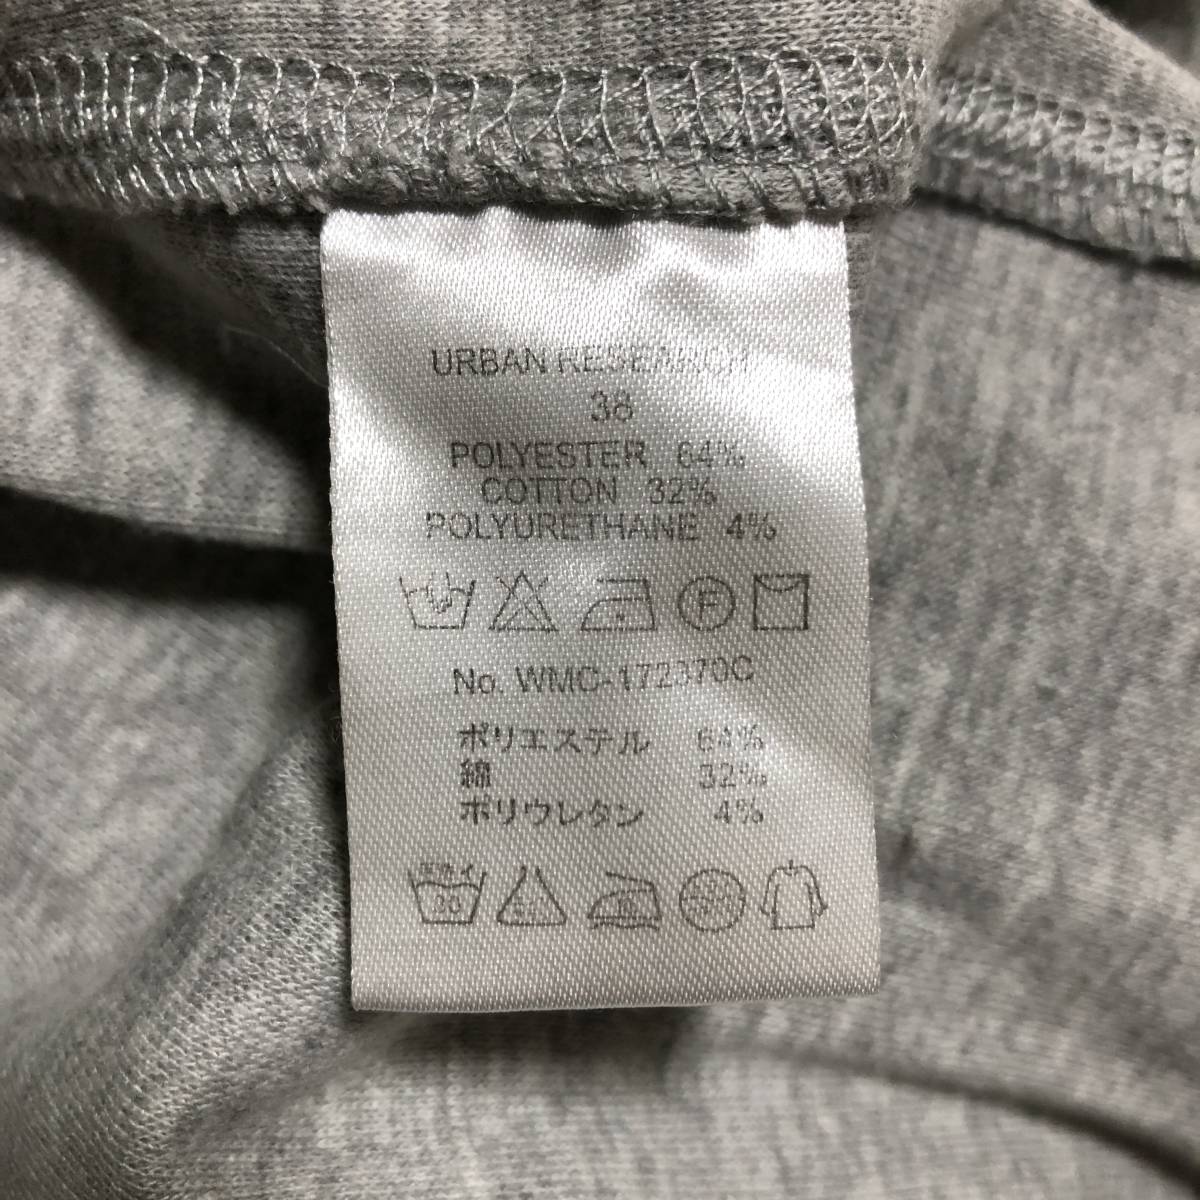 URBAN RESEARCH
38
POLYESTER 64%
COTTON 32%
POLYURETHANE 4%
F
No. WMC-172370C
ポリエステル 64%
綿 32%
ポリウレタン 4%
30